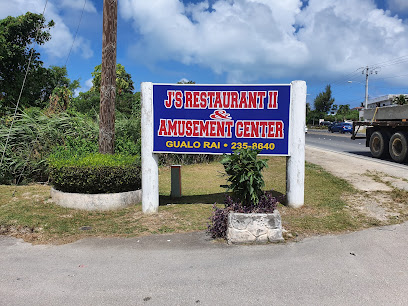 J'S RESTAURANT II
&
AMUSEMENT CENTER
GUALO RAI • 235-8640